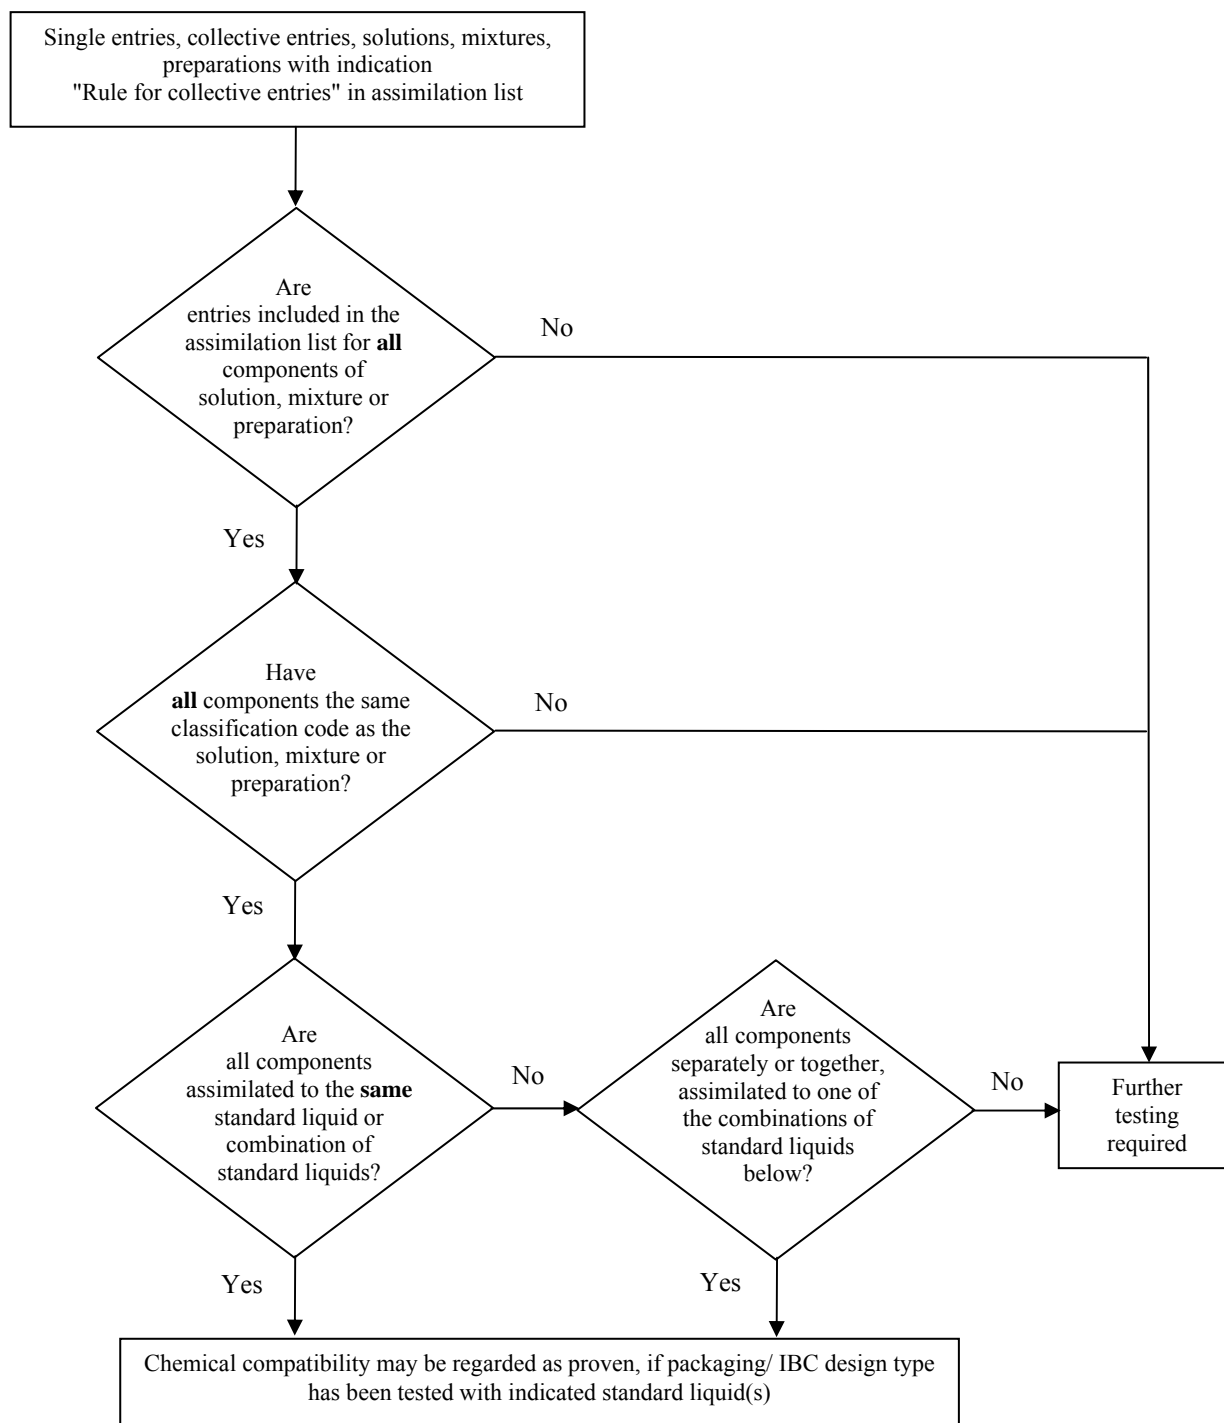 Single entries, collective entries, solutions, mixtures,
preparations with indication
"Rule for collective entries" in assimilation list
Are
entries included in the
assimilation list for all
components of
solution, mixture or
preparation?
No
Yes
Have
all components the same
classification code as the
solution, mixture or
preparation?
No
Yes
Are
all components
assimilated to the same
standard liquid or
combination of
standard liquids?
No
Are
all components
separately or together,
assimilated to one of
the combinations of
standard liquids
below?
No
Further
testing
required
Yes
Yes
Chemical compatibility may be regarded as proven, if packaging/ IBC design type
has been tested with indicated standard liquid(s)